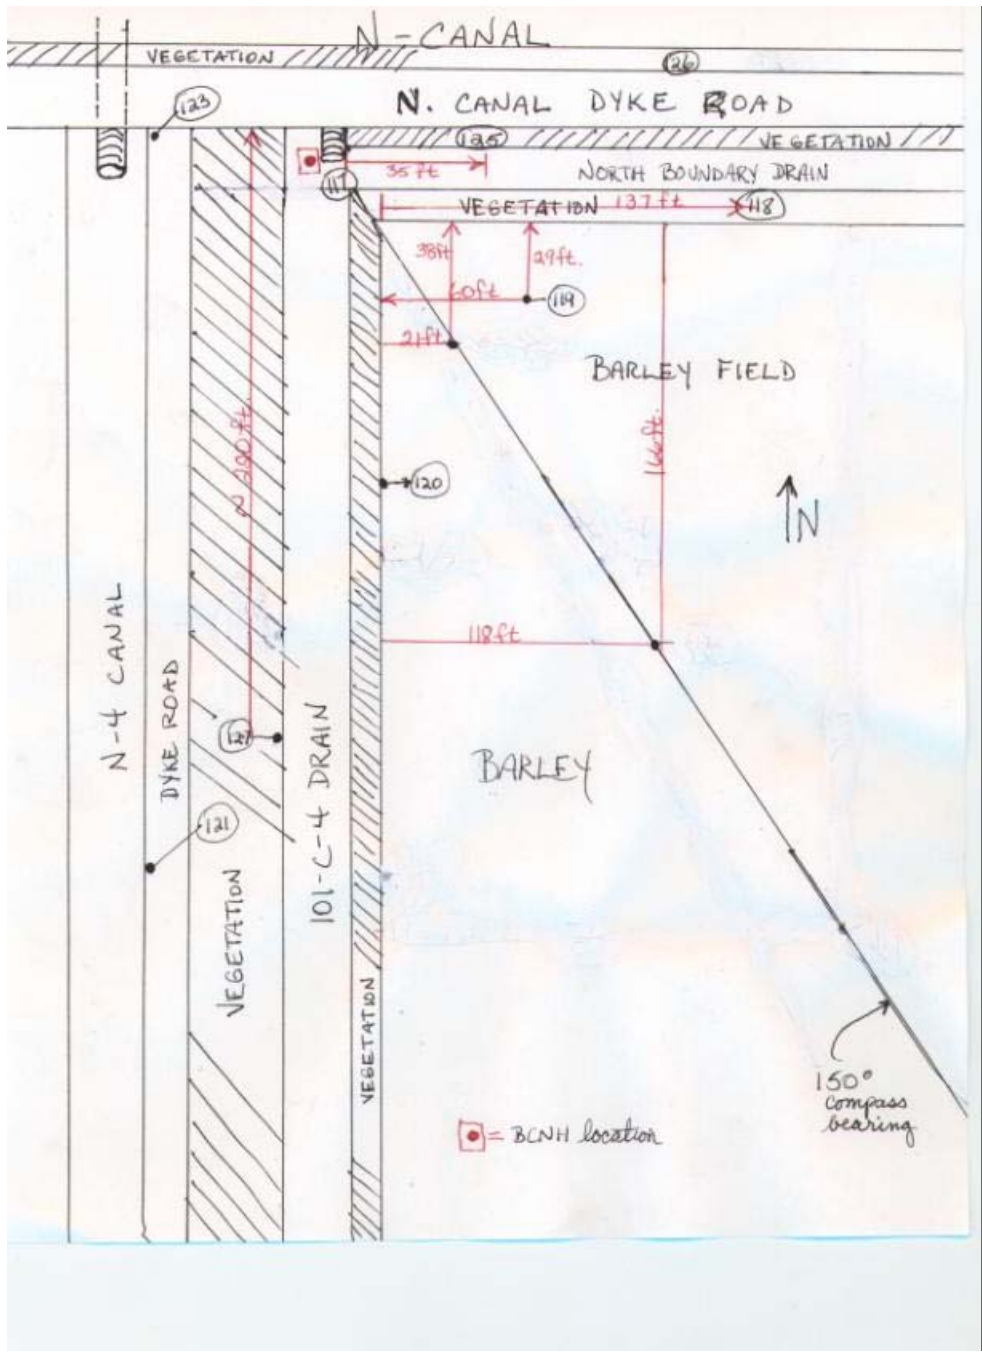 N-CANAL
VEGETATION
126
N. CANAL DYKE ROAD
123
125
VEGETATION
35 ft
NORTH BOUNDARY DRAIN
117
VEGETATION
137 ft
118
38ft
29ft.
60ft
119
21ft
BARLEY FIELD
~ 280 ft.
166ft.
120
N
N-4 CANAL
118ft
DYKE ROAD
101-C-4 DRAIN
BARLEY
121
VEGETATION
VEGETATION
150°
compass
bearing
= BCNH location